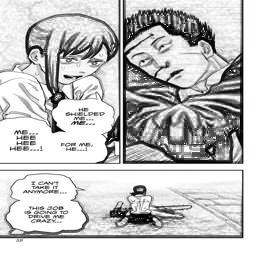 HE
SHIELDED
ME...
ME...
FOR ME,
HE...!
ME...
HEE
HEE
HEE...!
I CAN'T
TAKE IT
ANYMORE...
THIS JOB
IS GOING TO
DRIVE ME
CRAZY...